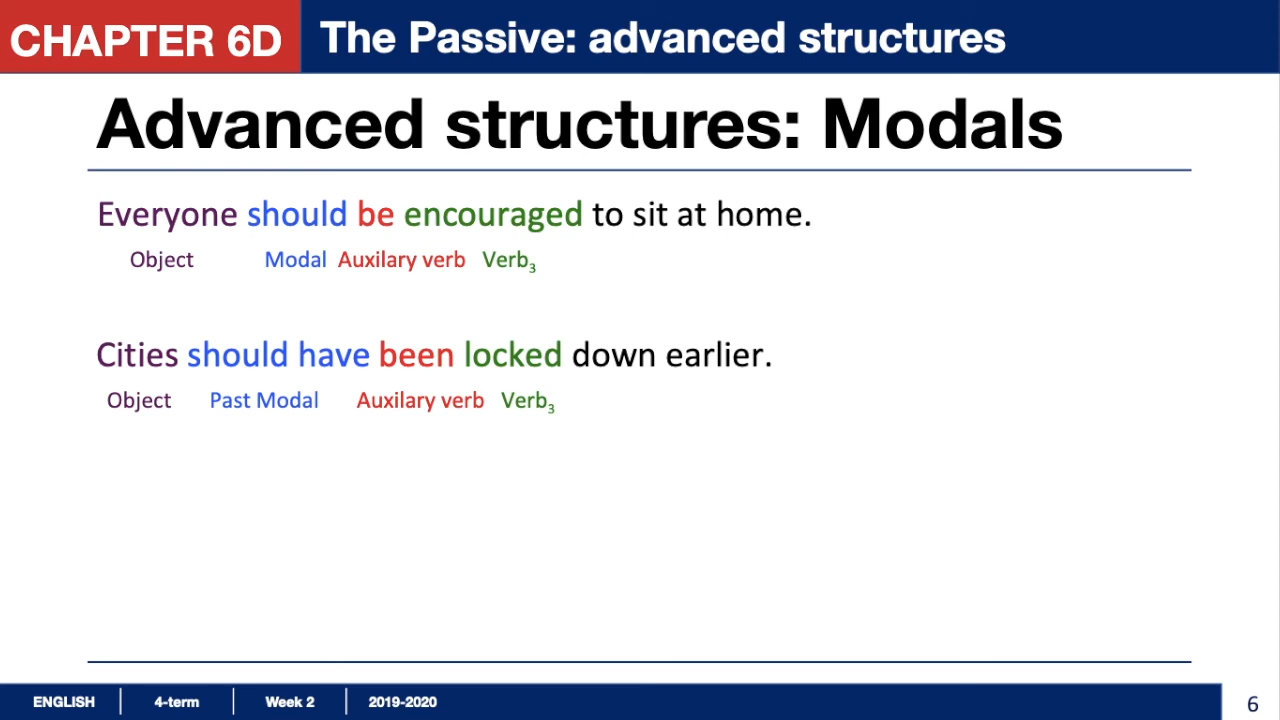 CHAPTER 6D The Passive: advanced structures
Advanced structures: Modals
Everyone should be encouraged to sit at home.
Object Modal Auxilary verb Verb₃
Cities should have been locked down earlier.
Object Past Modal Auxilary verb Verb₃
ENGLISH 4-term Week 2 2019-2020 6